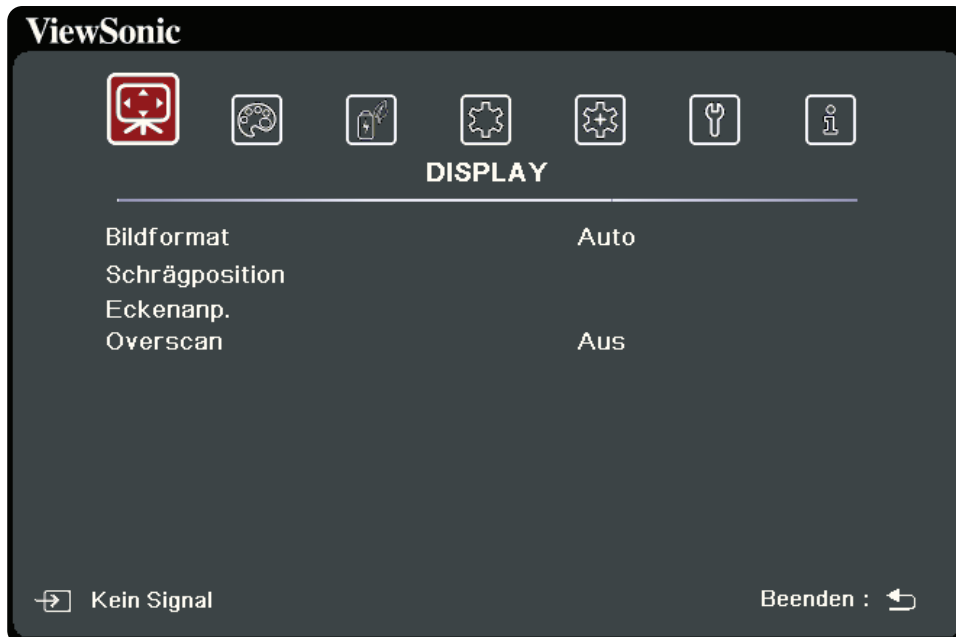 ViewSonic
DISPLAY
Bildformat Auto
Schrägposition
Eckenanp.
Overscan Aus
Kein Signal Beenden :